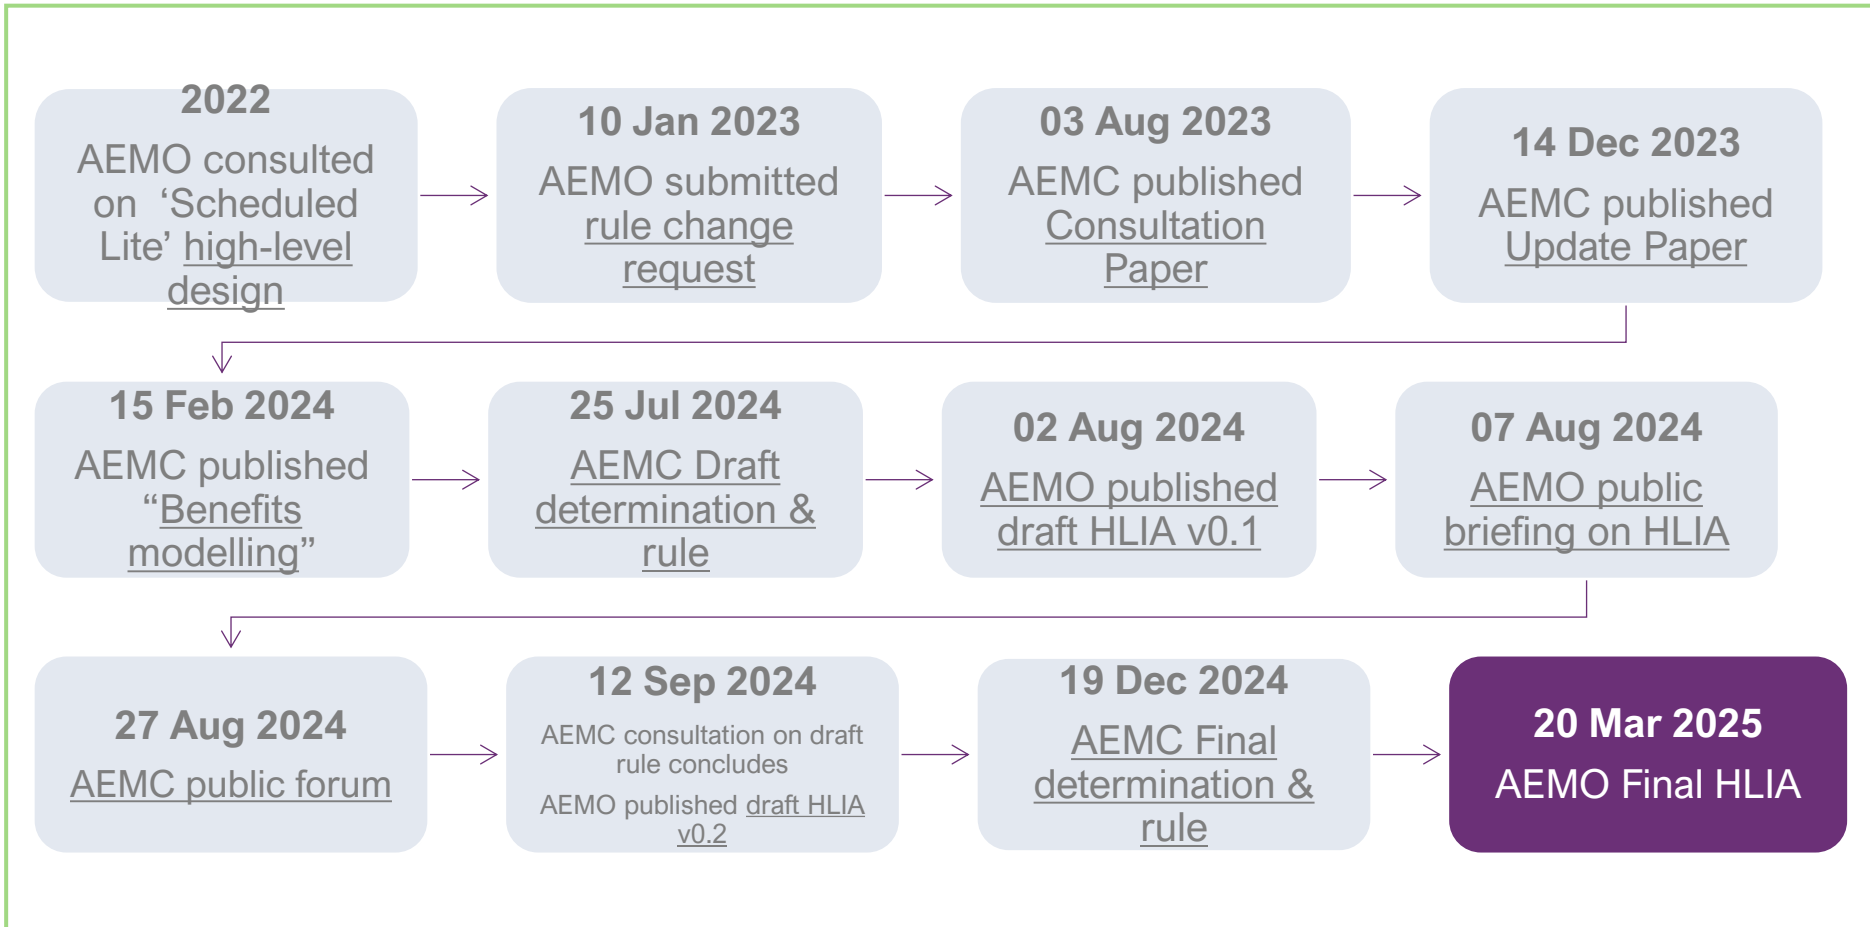 2022
AEMO consulted
on ‘Scheduled
Lite’ high-level
design
10 Jan 2023
AEMO submitted
rule change
request
03 Aug 2023
AEMC published
Consultation
Paper
14 Dec 2023
AEMC published
Update Paper
15 Feb 2024
AEMC published
“Benefits
modelling”
25 Jul 2024
AEMC Draft
determination &
rule
02 Aug 2024
AEMO published
draft HLIA v0.1
07 Aug 2024
AEMO public
briefing on HLIA
27 Aug 2024
AEMC public forum
12 Sep 2024
AEMC consultation on draft
rule concludes
AEMO published draft HLIA
v0.2
19 Dec 2024
AEMC Final
determination &
rule
20 Mar 2025
AEMO Final HLIA